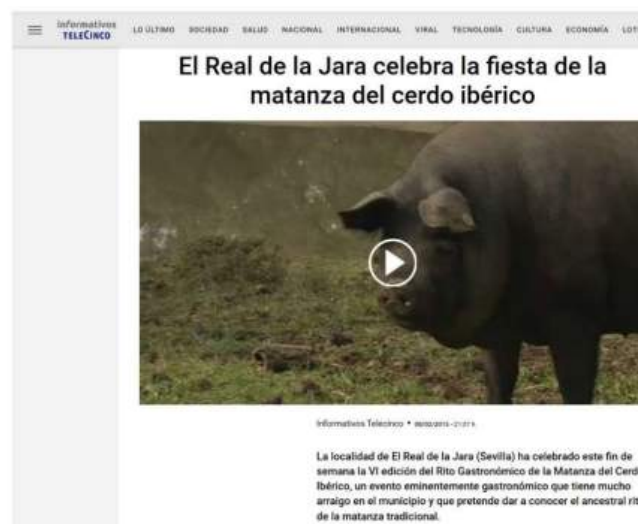 informativos
TELECINCO
LO ÚLTIMO SOCIEDAD SALUD NACIONAL INTERNACIONAL VIRAL TECNOLOGÍA CULTURA ECONOMÍA LOT
El Real de la Jara celebra la fiesta de la
matanza del cerdo ibérico
Informativos Telecinco •
La localidad de El Real de la Jara (Sevilla) ha celebrado este fin de
semana la VI edición del Rito Gastronómico de la Matanza del Cerd
Ibérico, un evento eminentemente gastronómico que tiene mucho
arraigo en el municipio y que pretende dar a conocer el ancestral rit
de la matanza tradicional.